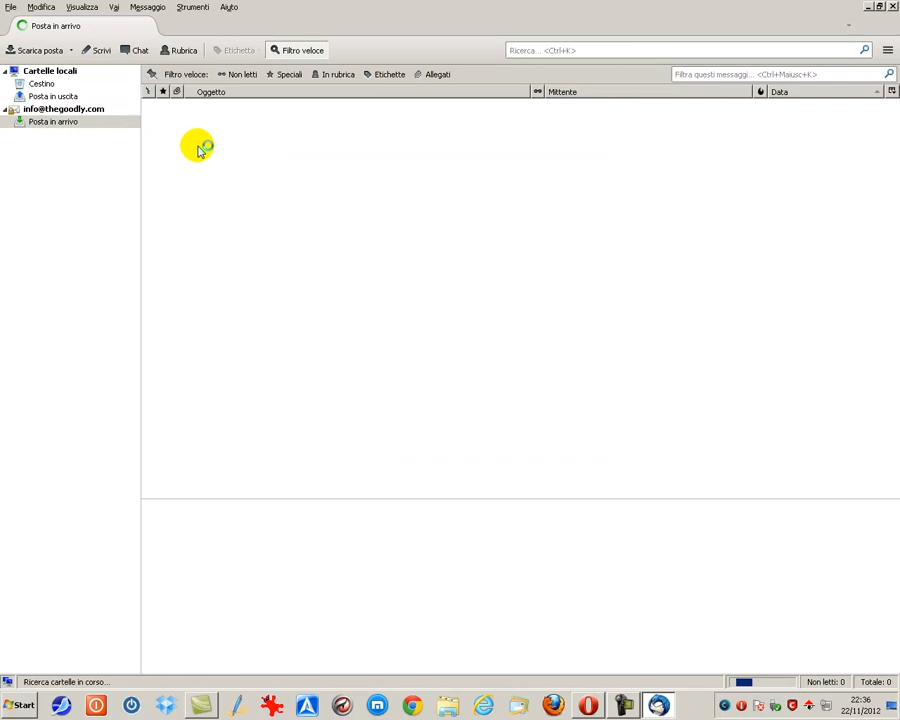 File Modifica Visualizza Vai Messaggio Strumenti Aiuto
Posta in arrivo
Scarica posta Scrivi Chat Rubrica Etichetta Filtro veloce Ricerca... <Ctrl+K>
Cartelle locali
Cestino
Posta in uscita
info@thegoodly.com
Posta in arrivo
Filtro veloce: Non letti Speciali In rubrica Etichette Allegati Filtra questi messaggi... <Ctrl+Maiusc+K>
Oggetto Mittente Data
Ricerca cartelle in corso... Non letti: 0 Totale: 0
Start 22:36
22/11/2012